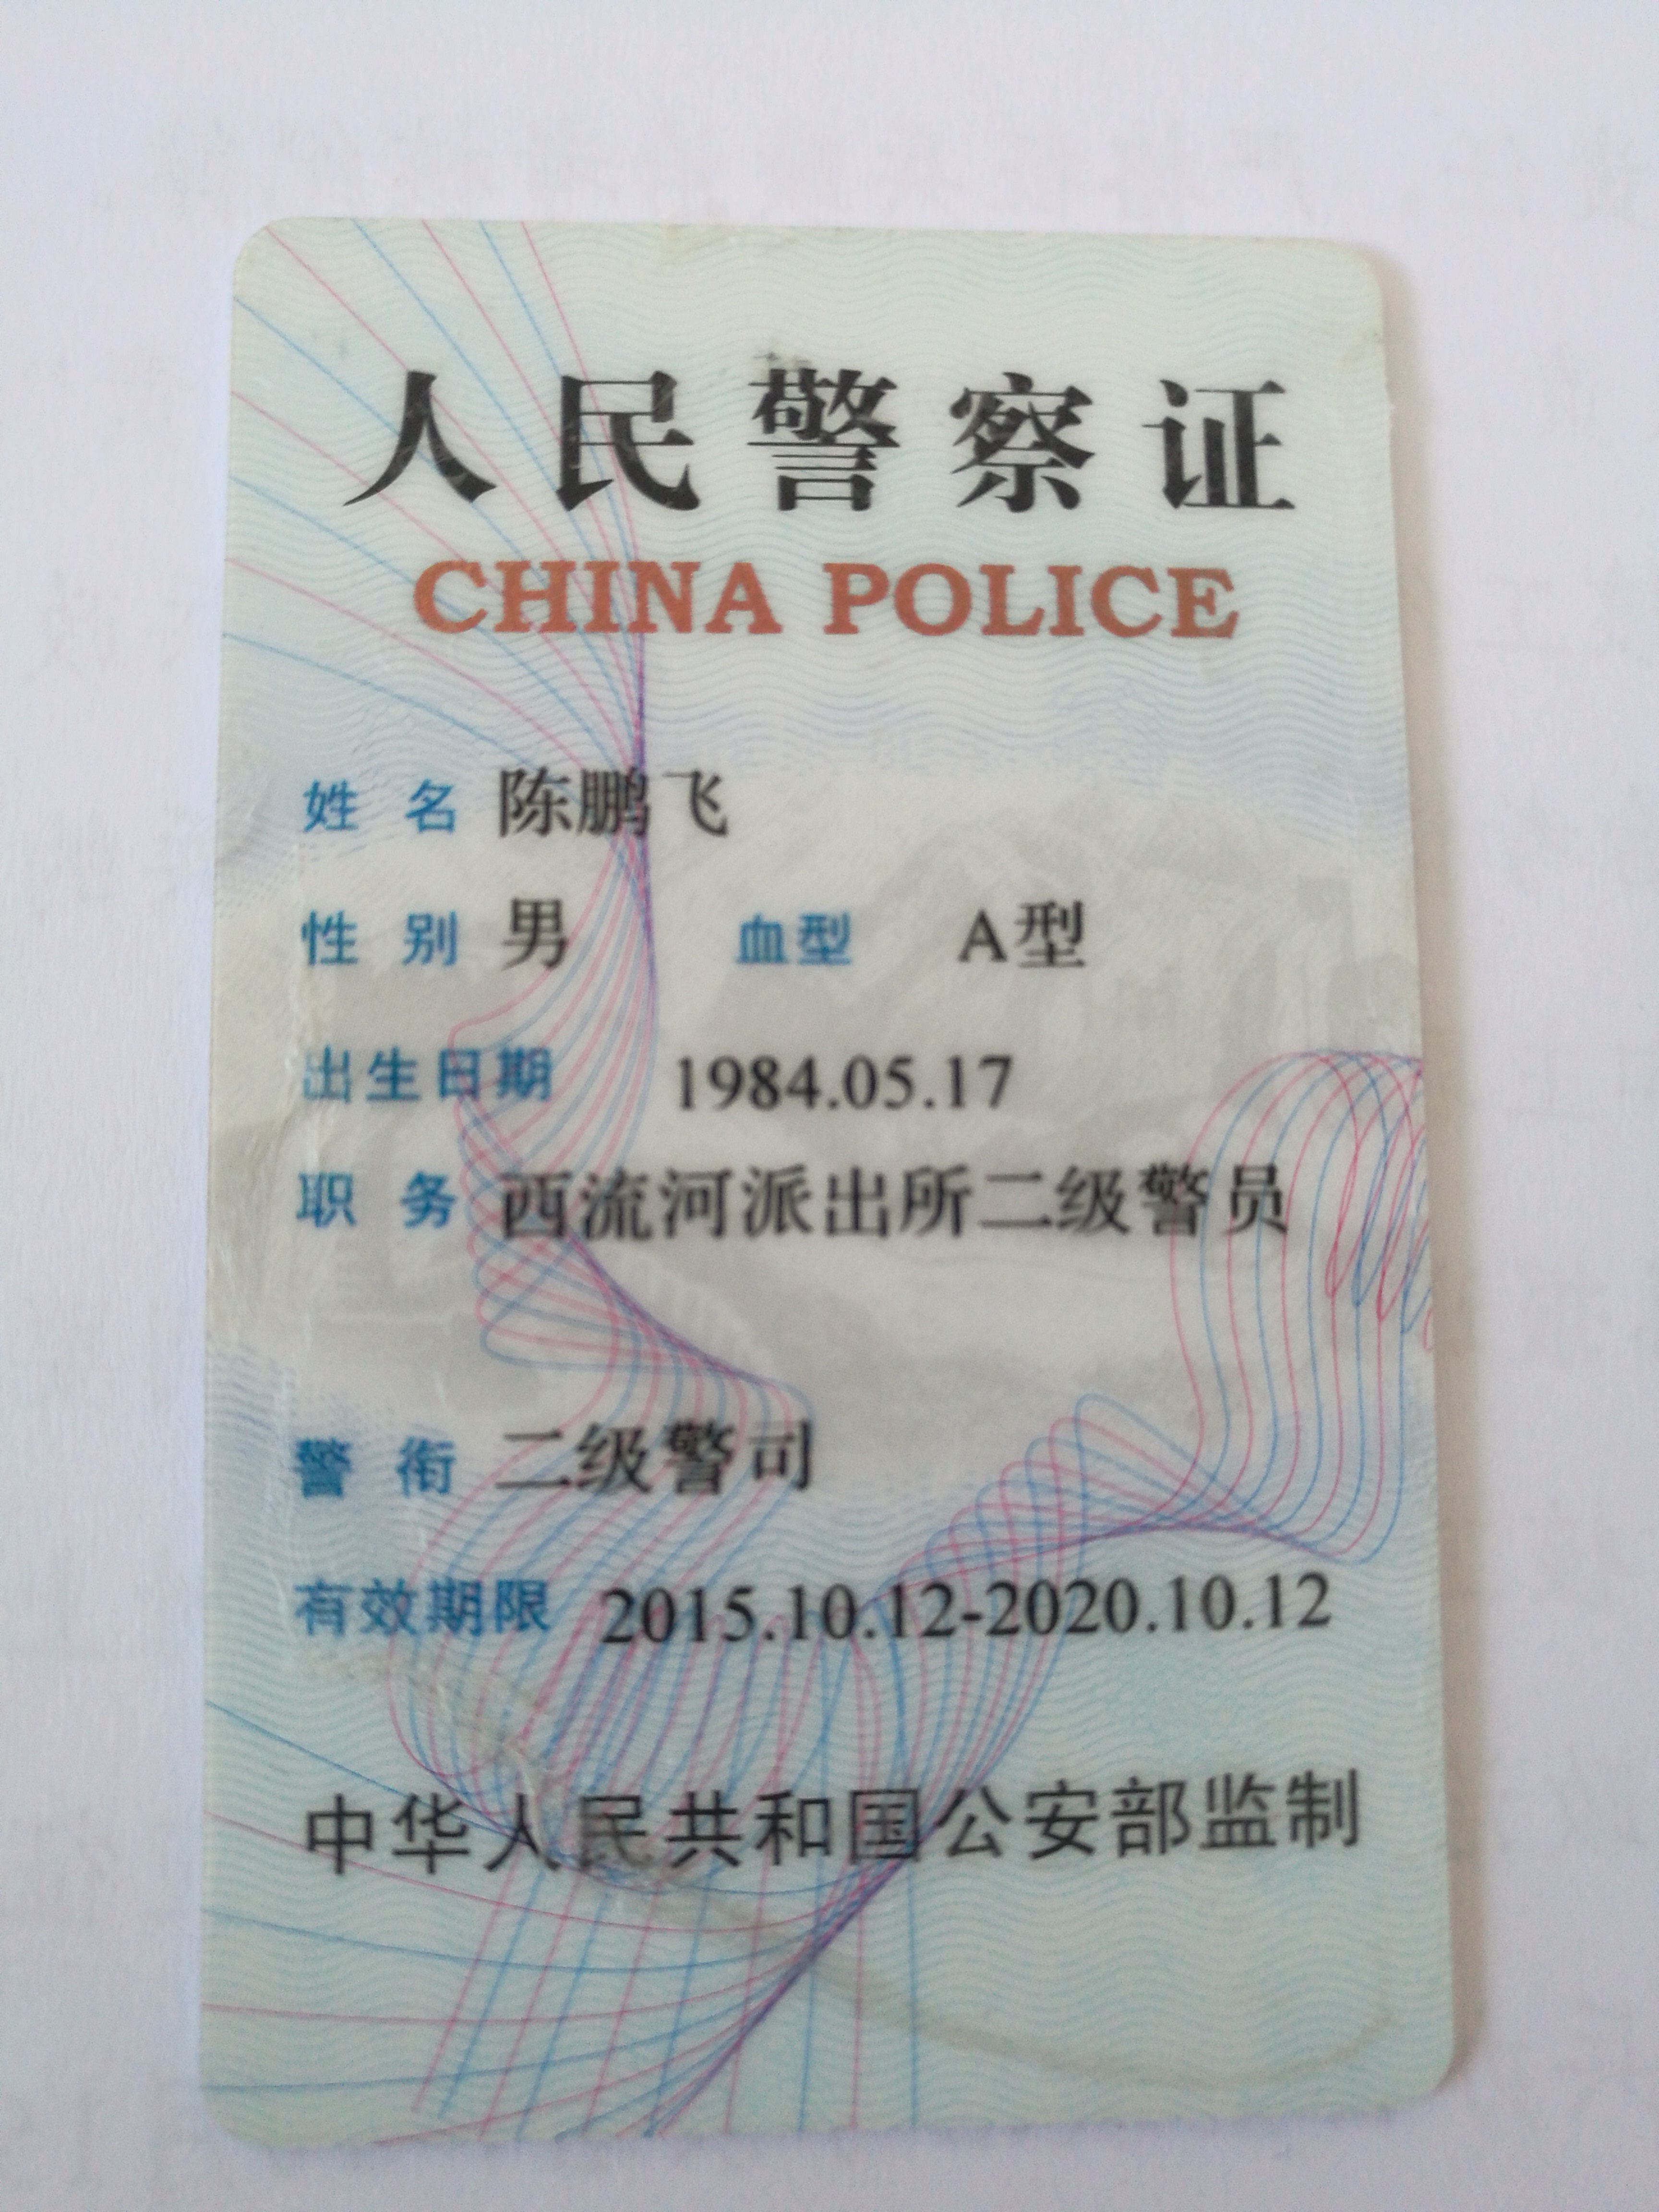 人民警察证
CHINA POLICE
姓 名 陈鹏飞
性 别 男 血型 A型
出生日期 1984.05.17
职 务 西流河派出所二级警员
警 衔 二级警司
有效期限 2015.10.12-2020.10.12
中华人民共和国公安部监制